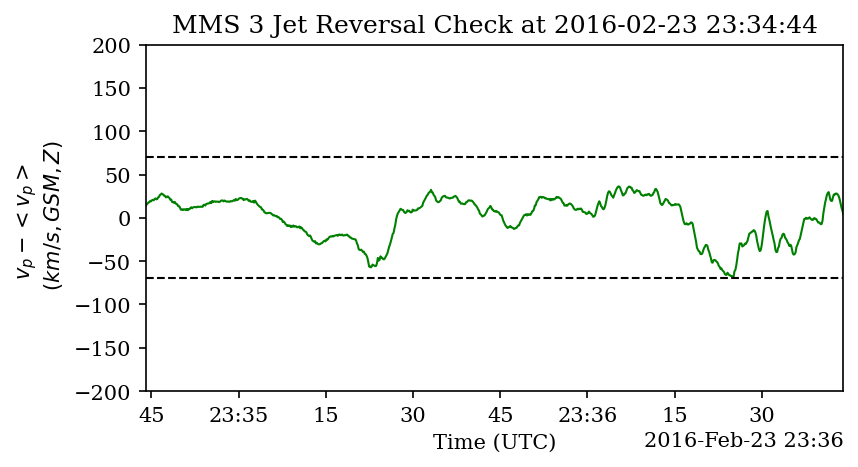 MMS 3 Jet Reversal Check at 2016-02-23 23:34:44
v_p − < v_p >
(km/s, GSM, Z)
200
150
100
50
0
−50
−100
−150
−200
45 23:35 15 30 45 23:36 15 30
Time (UTC) 2016-Feb-23 23:36